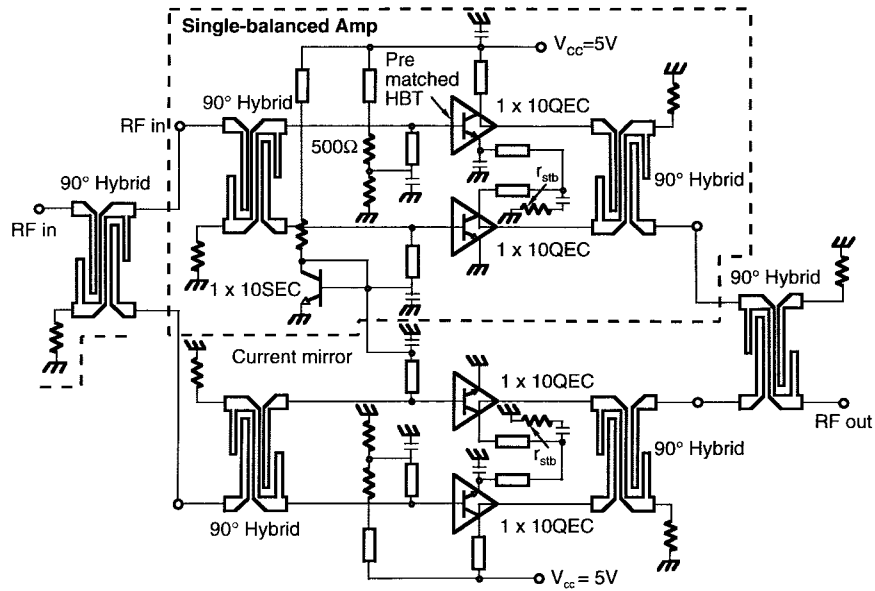 Single-balanced Amp
V_cc=5V
Pre
matched
HBT
1 x 10QEC
90° Hybrid
RF in
500Ω
r_stb
90° Hybrid
90° Hybrid
RF in
1 x 10QEC
90° Hybrid
1 x 10SEC
Current mirror
1 x 10QEC
RF out
r_stb
90° Hybrid
90° Hybrid
1 x 10QEC
V_cc = 5V